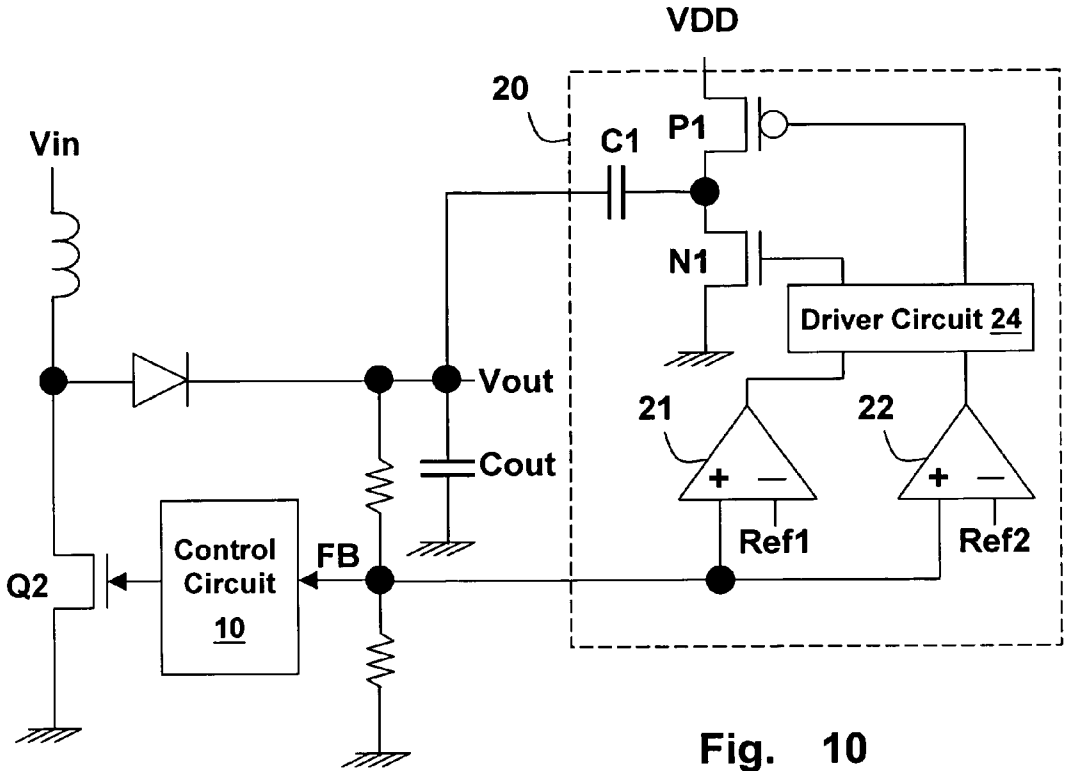 VDD
20
P1
C1
Vin
N1
Driver Circuit 24
Vout
21
22
Cout
+ —
+ —
Ref1
Ref2
Control
Circuit
10
FB
Q2
Fig. 10